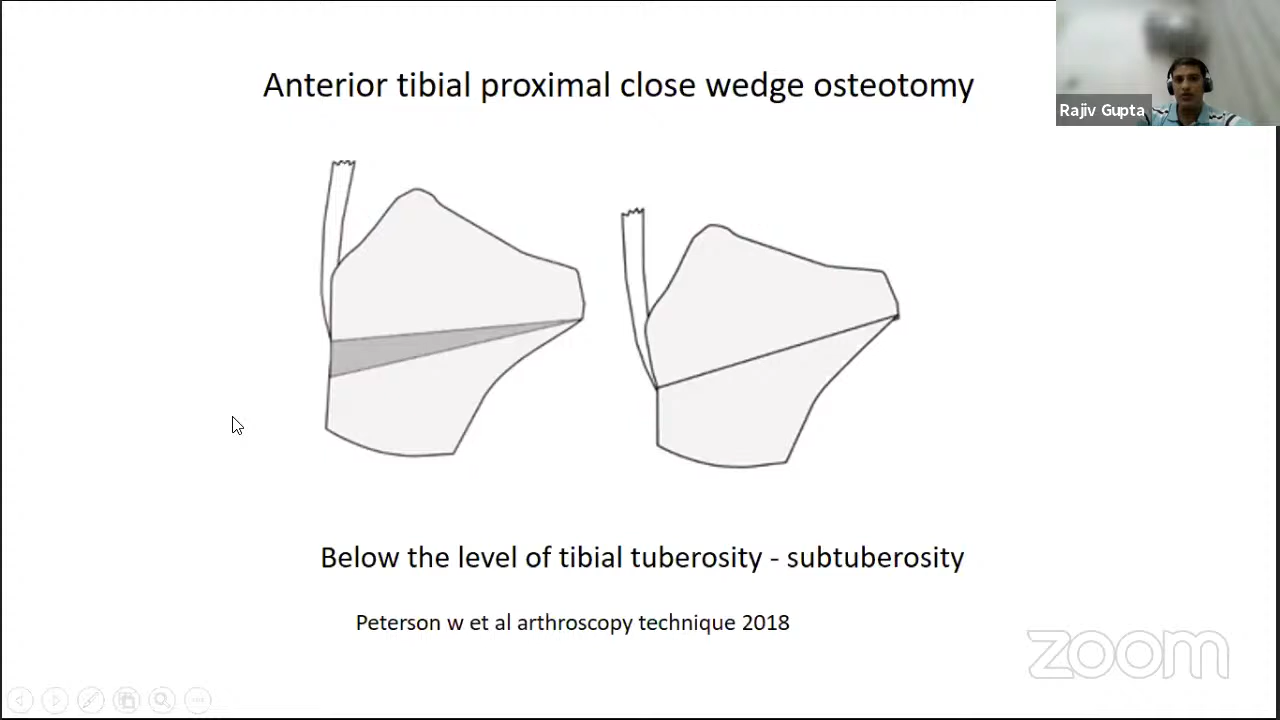 Anterior tibial proximal close wedge osteotomy
Rajiv Gupta
Below the level of tibial tuberosity - subtuberosity
Peterson w et al arthroscopy technique 2018
zoom